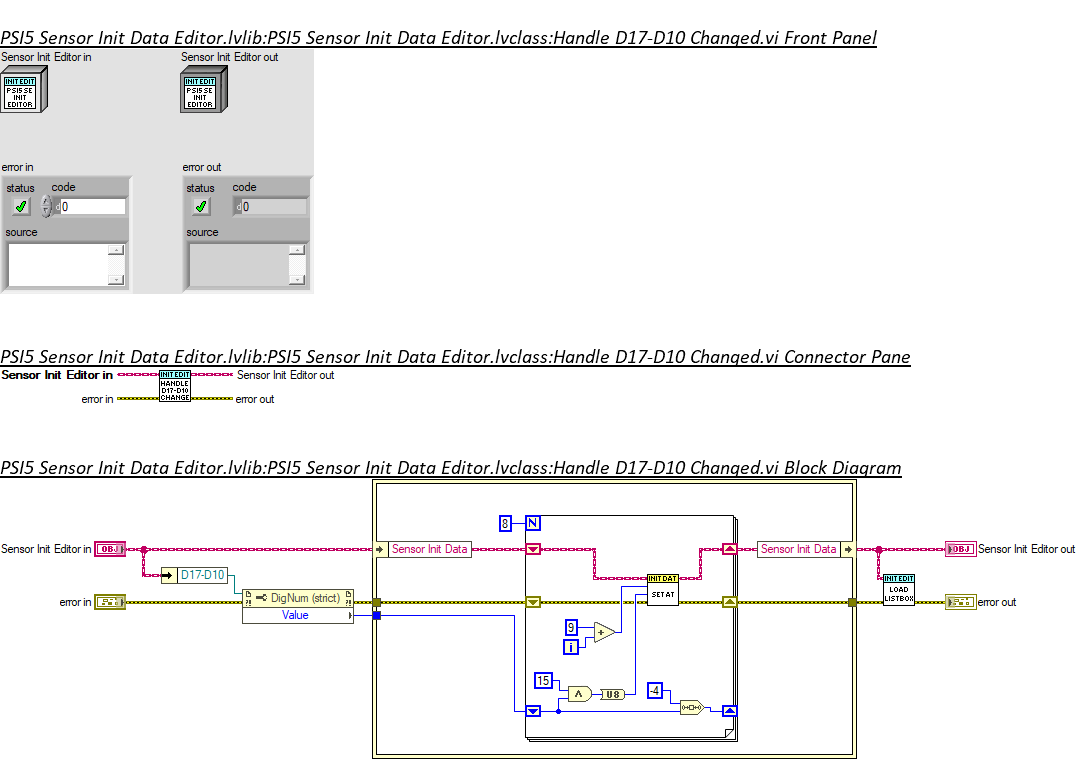 PSI5 Sensor Init Data Editor.lvlib:PSI5 Sensor Init Data Editor.lvclass:Handle D17-D10 Changed.vi Front Panel
Sensor Init Editor in
Sensor Init Editor out
INIT EDIT
PSI5 SE
INIT
EDITOR
INIT EDIT
PSI5 SE
INIT
EDITOR
error in
error out
status code
d0
source
status code
d0
source
PSI5 Sensor Init Data Editor.lvlib:PSI5 Sensor Init Data Editor.lvclass:Handle D17-D10 Changed.vi Connector Pane
Sensor Init Editor in
INIT EDIT
HANDLE
D17-D10
CHANGE
Sensor Init Editor out
error in
error out
PSI5 Sensor Init Data Editor.lvlib:PSI5 Sensor Init Data Editor.lvclass:Handle D17-D10 Changed.vi Block Diagram
8
N
Sensor Init Editor in
OBJ
Sensor Init Data
Sensor Init Data
OBJ
Sensor Init Editor out
D17-D10
INIT DAT
SET AT
INIT EDIT
LOAD
LISTBOX
error in
?!
DigNum (strict)
?!
Value
error out
9
+
i
15
U8
-4